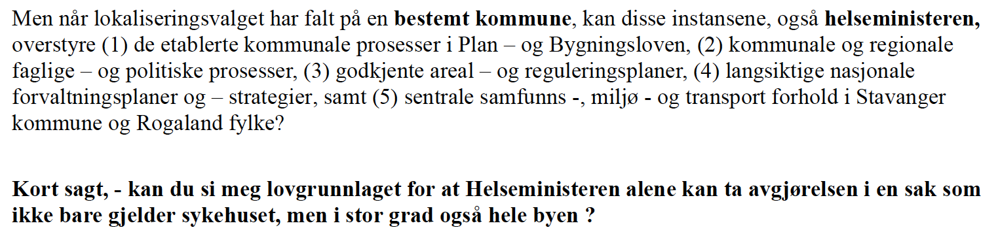 Men når lokaliseringsvalget har falt på en bestemt kommune, kan disse instansene, også helseministeren,
overstyre (1) de etablerte kommunale prosesser i Plan – og Bygningsloven, (2) kommunale og regionale
faglige – og politiske prosesser, (3) godkjente areal – og reguleringsplaner, (4) langsiktige nasjonale
forvaltningsplaner og – strategier, samt (5) sentrale samfunns -, miljø - og transport forhold i Stavanger
kommune og Rogaland fylke?
Kort sagt, - kan du si meg lovgrunnlaget for at Helseministeren alene kan ta avgjørelsen i en sak som
ikke bare gjelder sykehuset, men i stor grad også hele byen ?